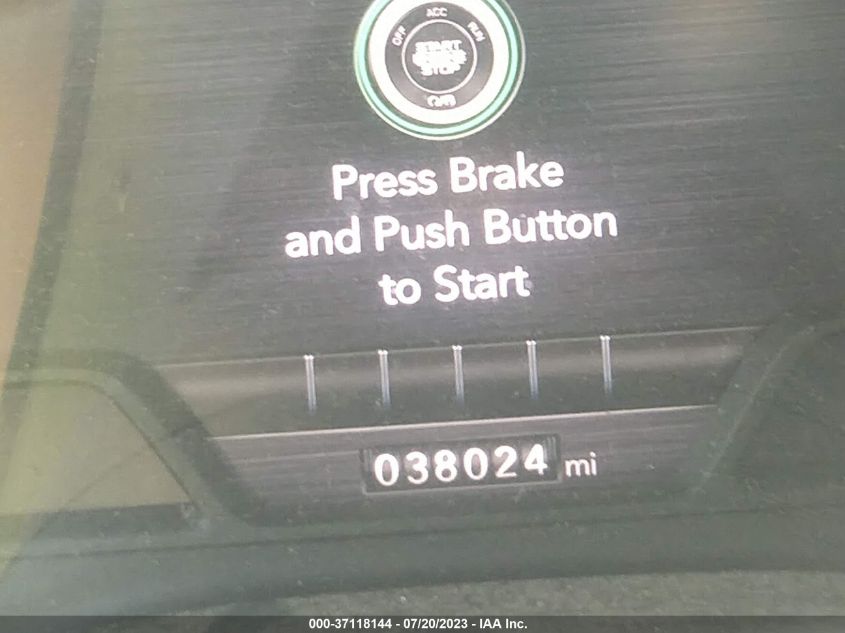 ACC
OFF
RUN
START
STOP
Press Brake
and Push Button
to Start
038024 mi
000-37118144 - 07/20/2023 - IAA Inc.